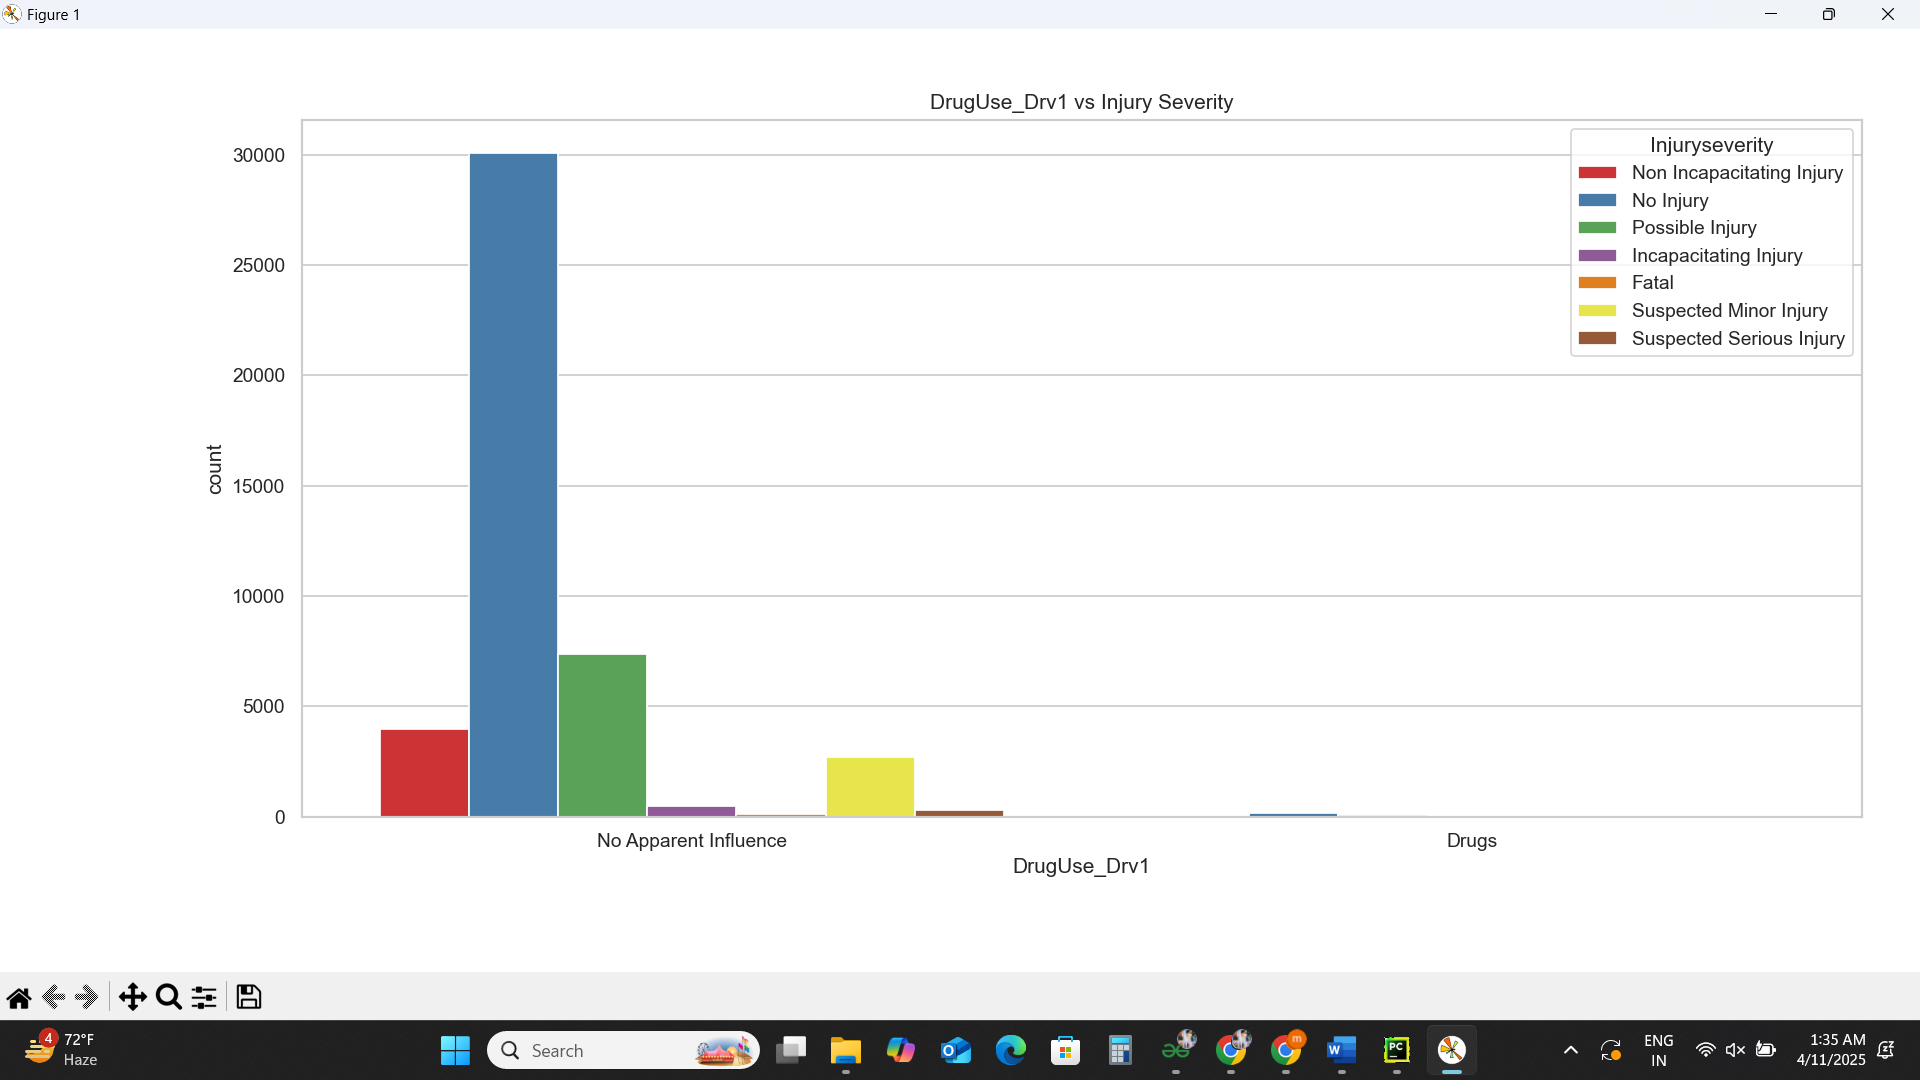 Figure 1
DrugUse_Drv1 vs Injury Severity
Injuryseverity
Non Incapacitating Injury
No Injury
Possible Injury
Incapacitating Injury
Fatal
Suspected Minor Injury
Suspected Serious Injury
30000
25000
20000
15000
10000
5000
0
count
No Apparent Influence
Drugs
DrugUse_Drv1
4
72°F
Haze
Search
m
W
PC
ENG
IN
1:35 AM
4/11/2025